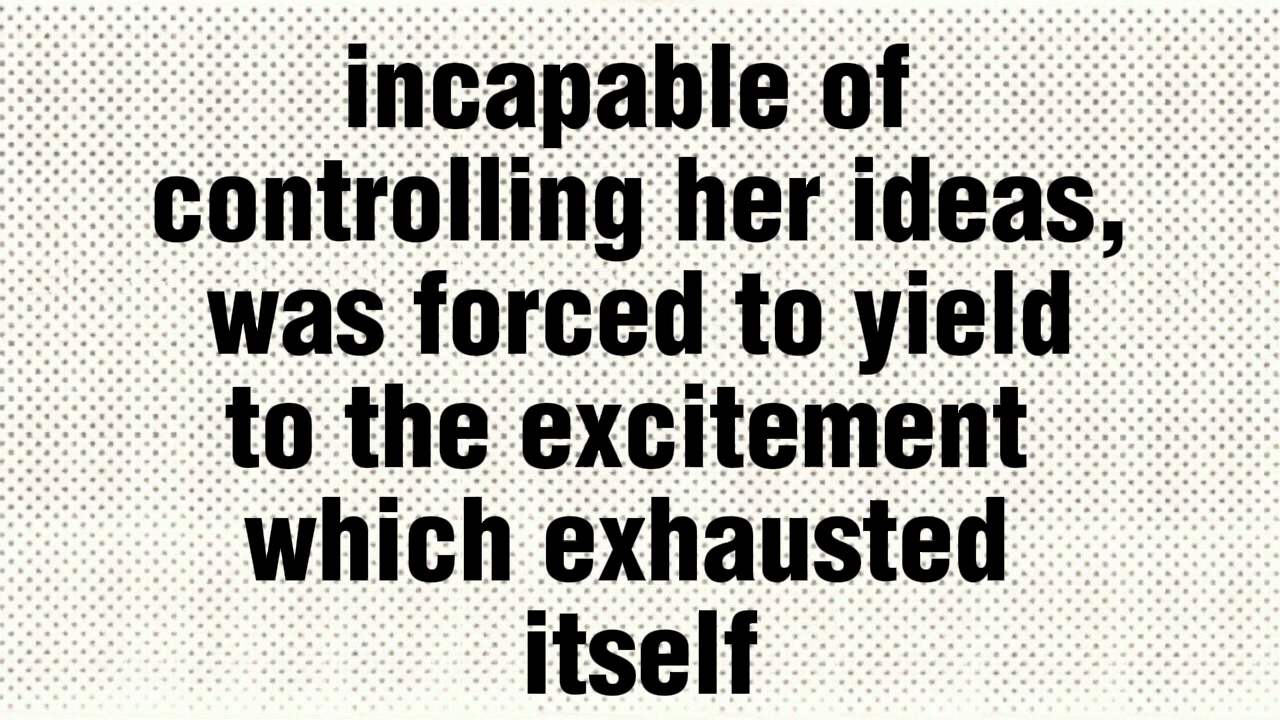 incapable of
controlling her ideas,
was forced to yield
to the excitement
which exhausted
itself